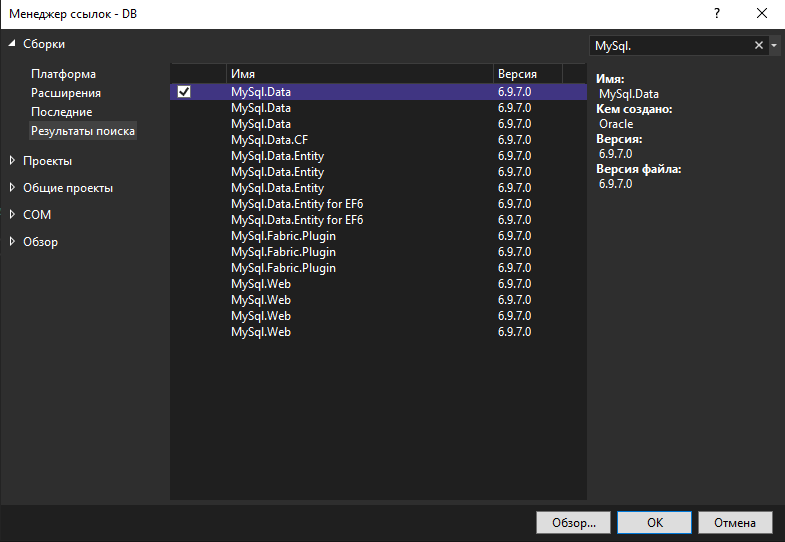 Менеджер ссылок - DB
?
Сборки
Платформа
Расширения
Последние
Результаты поиска
Проекты
Общие проекты
COM
Обзор
Имя Версия
MySql.Data 6.9.7.0
MySql.Data 6.9.7.0
MySql.Data 6.9.7.0
MySql.Data.CF 6.9.7.0
MySql.Data.Entity 6.9.7.0
MySql.Data.Entity 6.9.7.0
MySql.Data.Entity 6.9.7.0
MySql.Data.Entity for EF6 6.9.7.0
MySql.Data.Entity for EF6 6.9.7.0
MySql.Fabric.Plugin 6.9.7.0
MySql.Fabric.Plugin 6.9.7.0
MySql.Fabric.Plugin 6.9.7.0
MySql.Web 6.9.7.0
MySql.Web 6.9.7.0
MySql.Web 6.9.7.0
MySql.Web 6.9.7.0
MySql.
Имя:
MySql.Data
Кем создано:
Oracle
Версия:
6.9.7.0
Версия файла:
6.9.7.0
Обзор... ОК Отмена